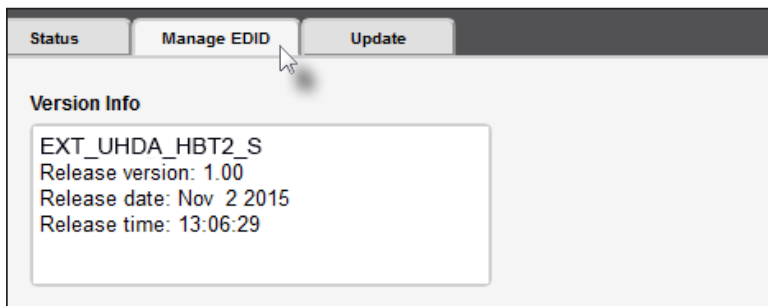 Status Manage EDID Update
Version Info
EXT_UHDA_HBT2_S
Release version: 1.00
Release date: Nov  2 2015
Release time: 13:06:29